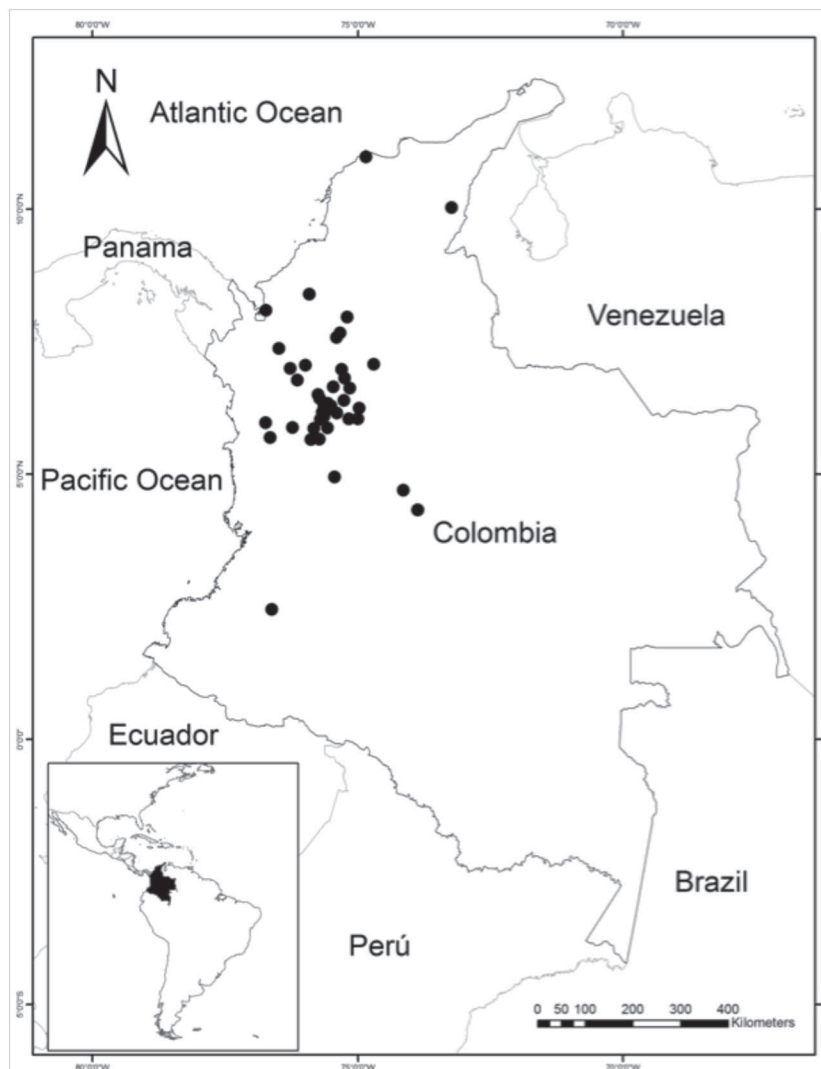 80°0'0"W 75°0'0"W 70°0'0"W
N
Atlantic Ocean
10°0'N
Panama
Venezuela
5°0'0"N
Pacific Ocean
Colombia
0°0'0"
Ecuador
Brazil
Perú
5°0'0"S
0 50 100 200 300 400
Kilometers
80°0'0"W 75°0'0"W 70°0'0"W